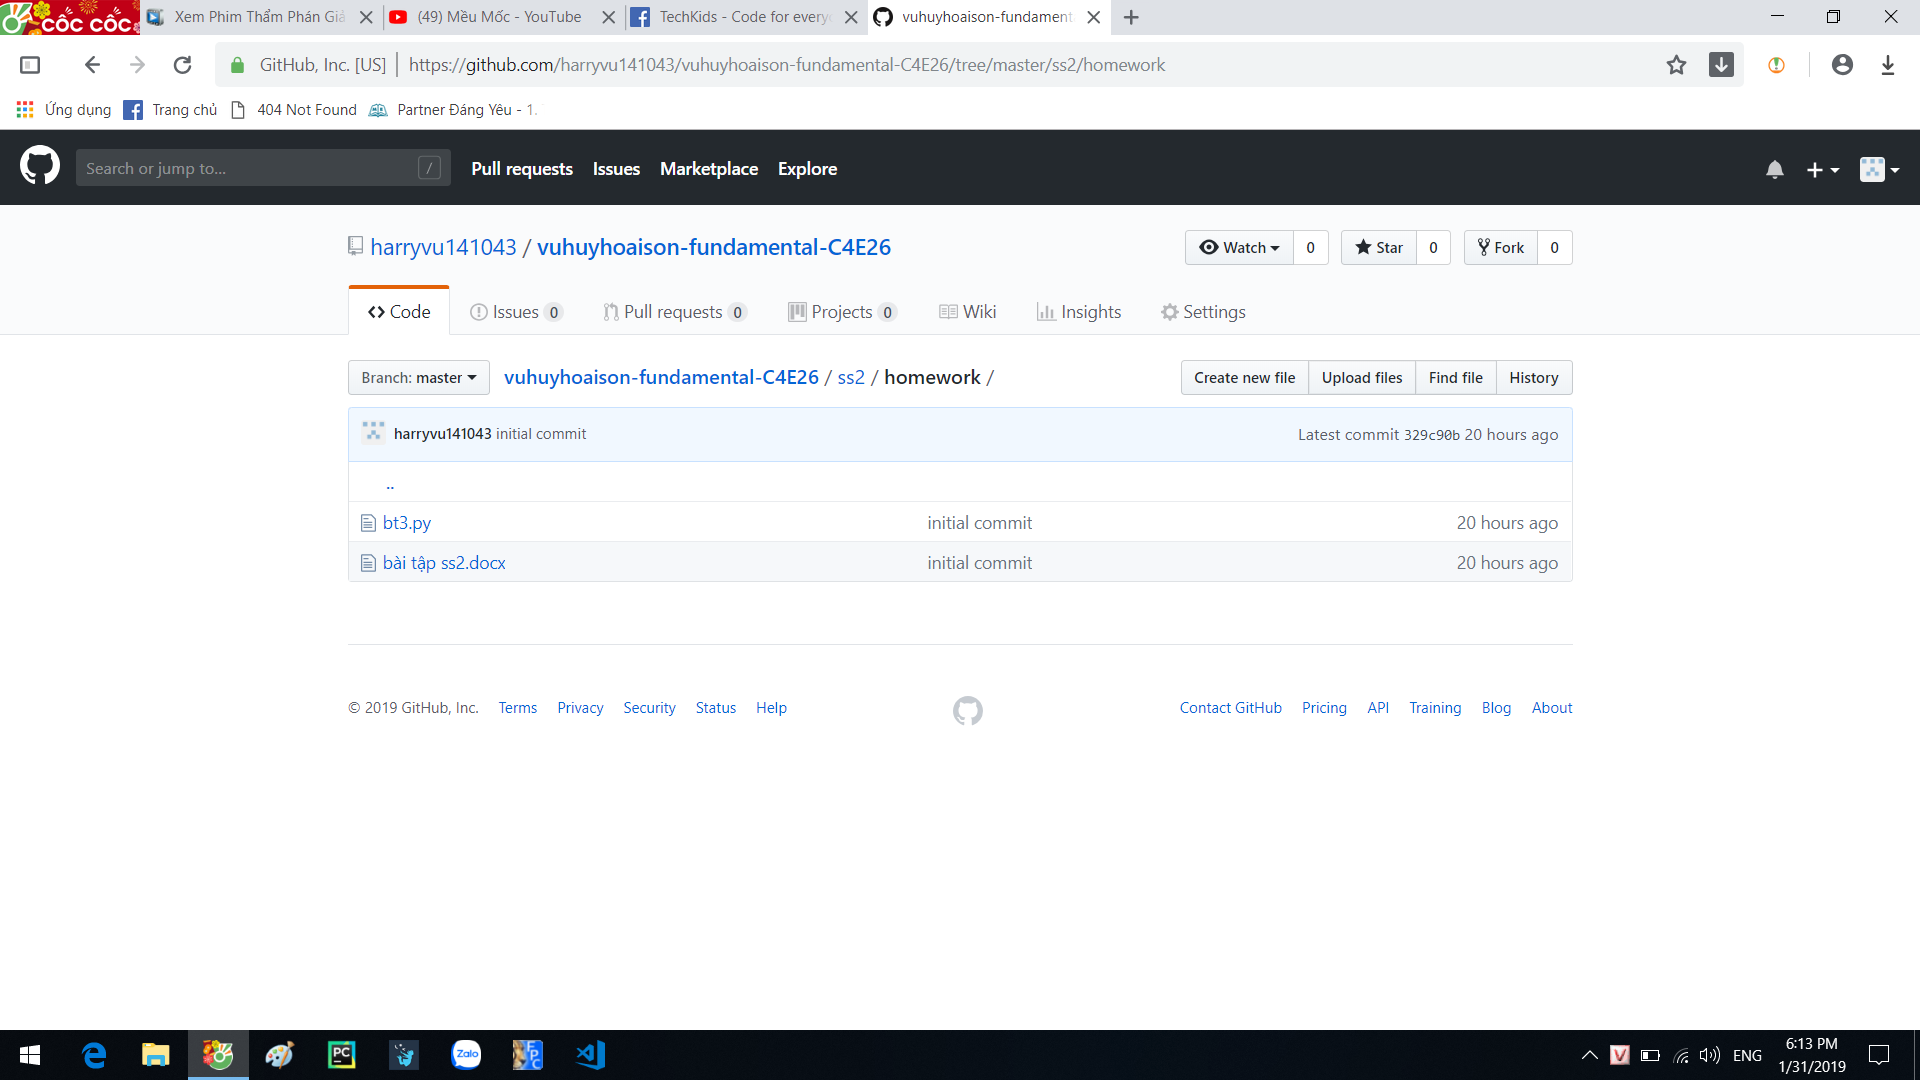 CỐC CỐC
Xem Phim Thẩm Phán Giả
(49) Mều Mốc - YouTube
TechKids - Code for everyo
vuhuyhoaison-fundament
GitHub, Inc. [US]
https://github.com/harryvu141043/vuhuyhoaison-fundamental-C4E26/tree/master/ss2/homework
Ứng dụng
Trang chủ
404 Not Found
Partner Đáng Yêu - 1.
Search or jump to...
/
Pull requests
Issues
Marketplace
Explore
harryvu141043 / vuhuyhoaison-fundamental-C4E26
Watch 0
Star 0
Fork 0
Code
Issues 0
Pull requests 0
Projects 0
Wiki
Insights
Settings
Branch: master
vuhuyhoaison-fundamental-C4E26 / ss2 / homework /
Create new file
Upload files
Find file
History
harryvu141043 initial commit
Latest commit 329c90b 20 hours ago
..
bt3.py initial commit 20 hours ago
bài tập ss2.docx initial commit 20 hours ago
© 2019 GitHub, Inc.
Terms
Privacy
Security
Status
Help
Contact GitHub
Pricing
API
Training
Blog
About
PC
Zalo
FPC
V
ENG
6:13 PM
1/31/2019